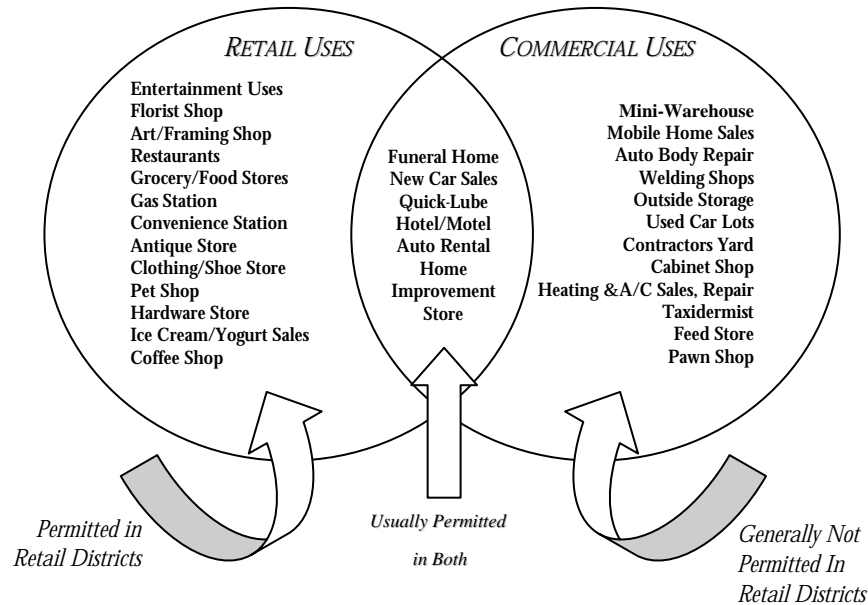 RETAIL USES
Entertainment Uses
Florist Shop
Art/Framing Shop
Restaurants
Grocery/Food Stores
Gas Station
Convenience Station
Antique Store
Clothing/Shoe Store
Pet Shop
Hardware Store
Ice Cream/Yogurt Sales
Coffee Shop
Funeral Home
New Car Sales
Quick-Lube
Hotel/Motel
Auto Rental
Home
Improvement
Store
COMMERCIAL USES
Mini-Warehouse
Mobile Home Sales
Auto Body Repair
Welding Shops
Outside Storage
Used Car Lots
Contractors Yard
Cabinet Shop
Heating &A/C Sales, Repair
Taxidermist
Feed Store
Pawn Shop
Permitted in
Retail Districts
Usually Permitted
in Both
Generally Not
Permitted In
Retail Districts